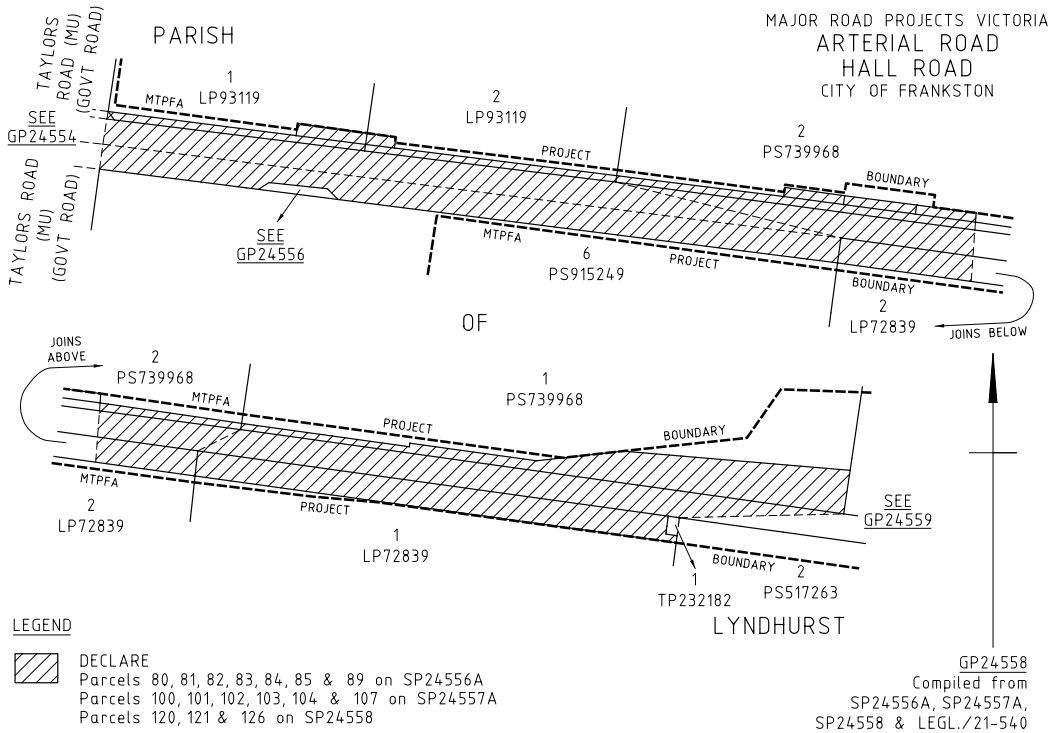 MAJOR ROAD PROJECTS VICTORIA
ARTERIAL ROAD
HALL ROAD
CITY OF FRANKSTON
PARISH
TAYLORS
ROAD (MU)
(GOVT ROAD)
1
LP93119
MTPFA
2
LP93119
PROJECT
2
PS739968
BOUNDARY
SEE
GP24554
TAYLORS ROAD
(MU)
(GOVT ROAD)
SEE
GP24556
MTPFA
6
PS915249
PROJECT
BOUNDARY
2
LP72839
JOINS BELOW
OF
JOINS
ABOVE
2
PS739968
MTPFA
1
PS739968
PROJECT
BOUNDARY
MTPFA
2
LP72839
PROJECT
1
LP72839
SEE
GP24559
BOUNDARY
1
TP232182
2
PS517263
LYNDHURST
LEGEND
DECLARE
Parcels 80, 81, 82, 83, 84, 85 & 89 on SP24556A
Parcels 100, 101, 102, 103, 104 & 107 on SP24557A
Parcels 120, 121 & 126 on SP24558
GP24558
Compiled from
SP24556A, SP24557A,
SP24558 & LEGL./21-540